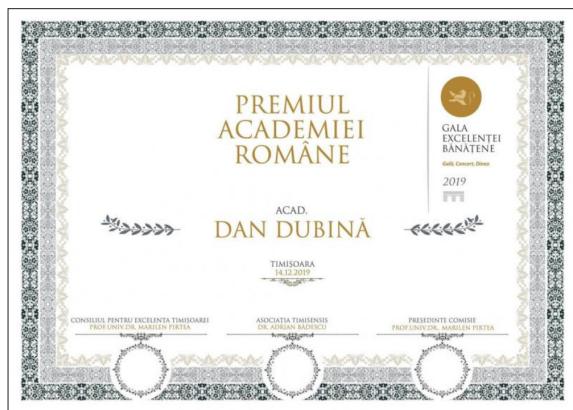 PREMIUL
ACADEMIEI
ROMÂNE
GALA
EXCELENȚEI
BĂNĂȚENE
Gală, Concert, Dineu
2019
ACAD.
DAN DUBINĂ
TIMIȘOARA
14.12.2019
CONSILIUL PENTRU EXCELENȚA TIMIȘOAREI
PROF.UNIV.DR. MARILEN PIRTEA
ASOCIAȚIA TIMISENSIS
DR. ADRIAN BĂDESCU
PREȘEDINTE COMISIE
PROF.UNIV.DR. MARILEN PIRTEA